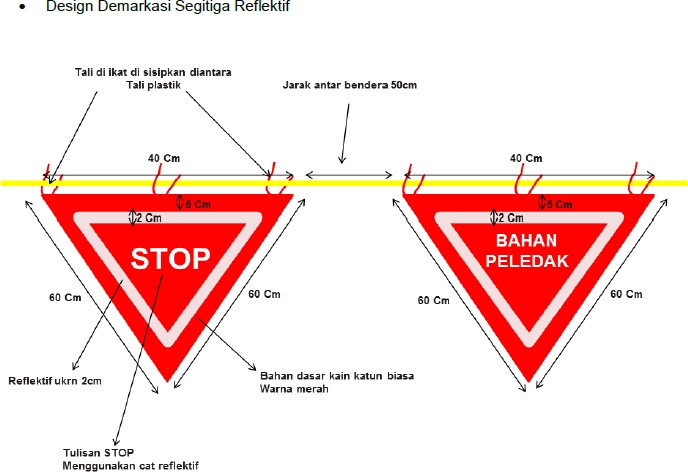 • Design Demarkasi Segitiga Reflektif
Tali di ikat di sisipkan diantara
Tali plastik
Jarak antar bendera 50cm
40 Cm
40 Cm
5 Cm
2 Cm
STOP
60 Cm
60 Cm
5 Cm
2 Cm
BAHAN
PELEDAK
60 Cm
60 Cm
Reflektif ukrn 2cm
Bahan dasar kain katun biasa
Warna merah
Tulisan STOP
Menggunakan cat reflektif